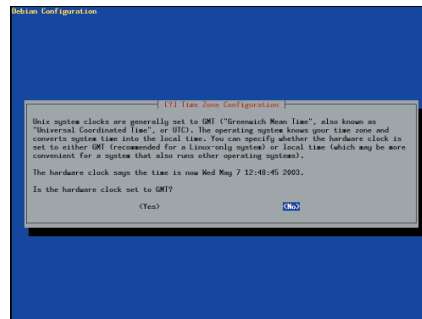 Debian Configuration
[?] Time Zone Configuration
Unix system clocks are generally set to GMT ("Greenwich Mean Time", also known as
"Universal Coordinated Time", or UTC). The operating system knows your time zone and
converts system time into the local time. You can specify whether the hardware clock is
set to either GMT (recommended for a Linux-only system) or local time (which may be more
convenient for a system that also runs other operating systems).
The hardware clock says the time is now Wed May 7 12:48:45 2003.
Is the hardware clock set to GMT?
<Yes> <No>